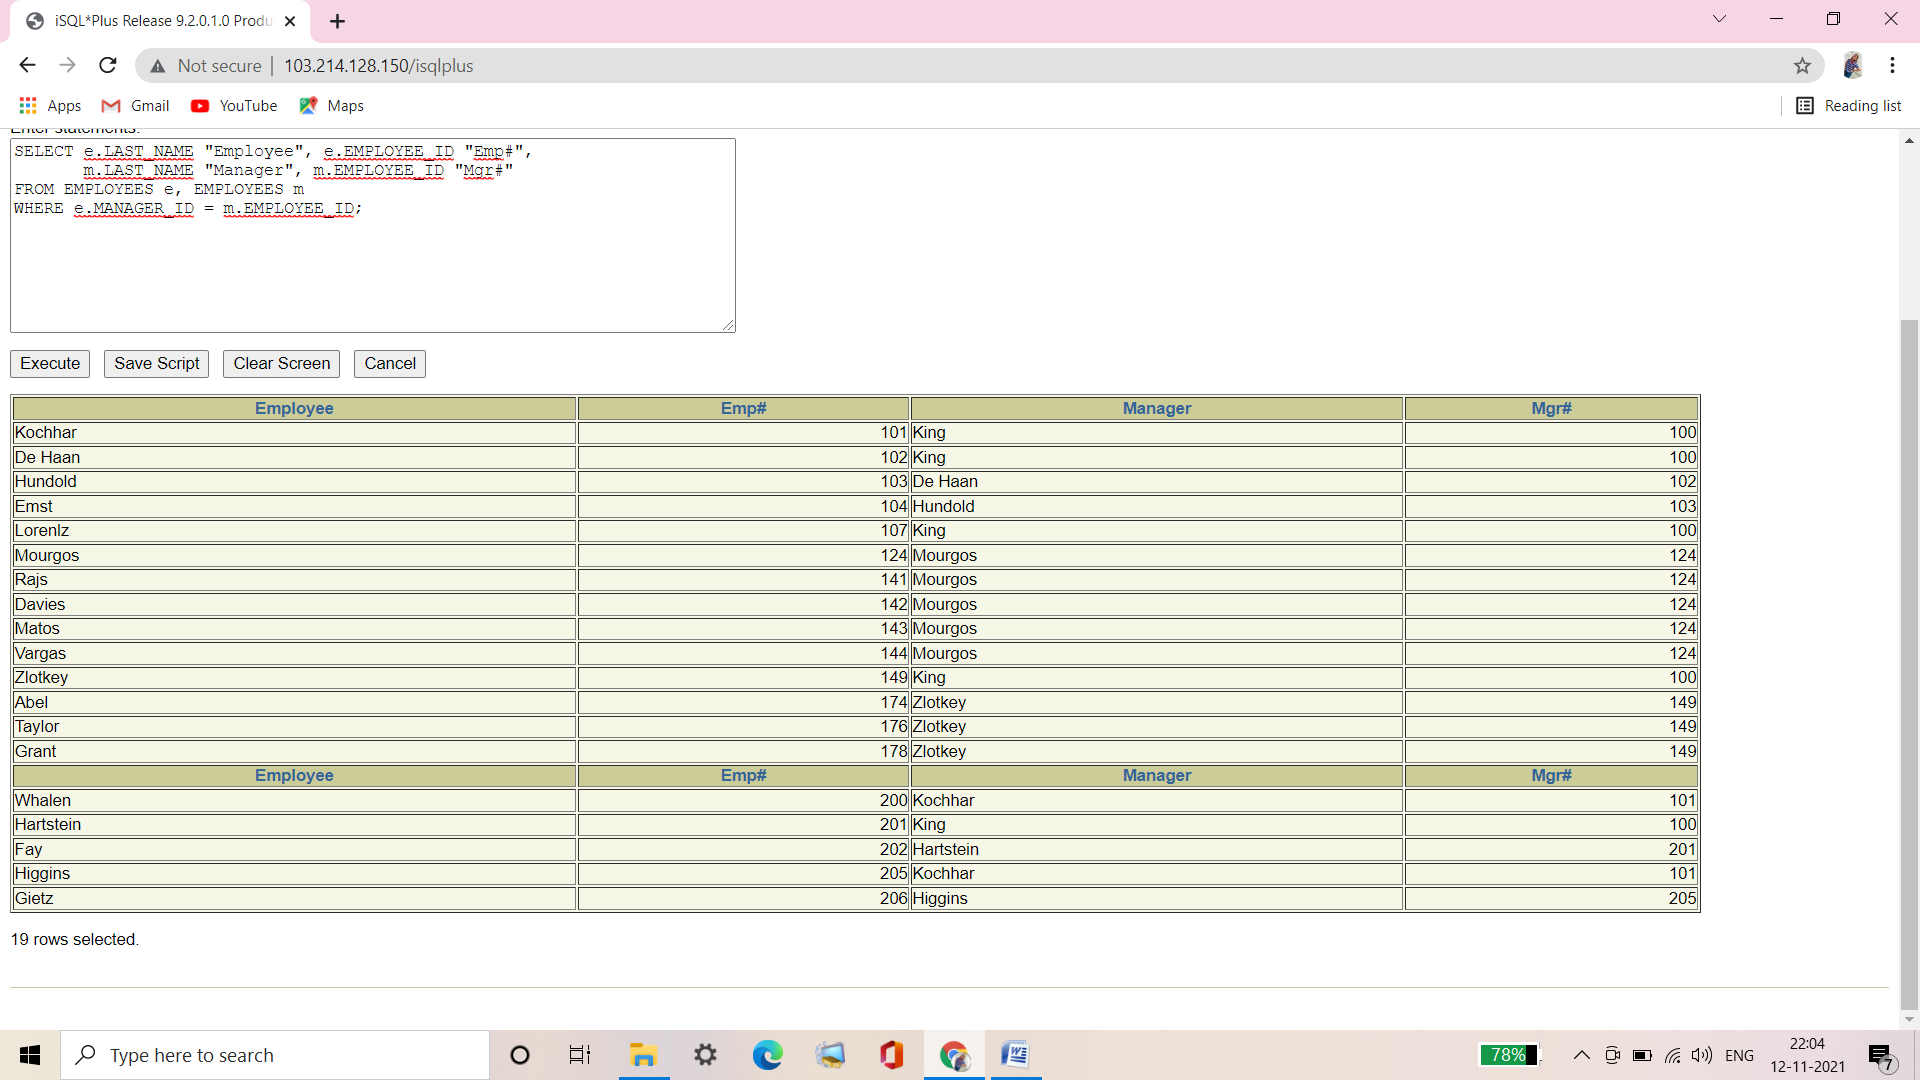 iSQL*Plus Release 9.2.0.1.0 Produ
Not secure | 103.214.128.150/isqlplus
Apps Gmail YouTube Maps Reading list
Enter statements:
SELECT e.LAST_NAME "Employee", e.EMPLOYEE_ID "Emp#",
m.LAST_NAME "Manager", m.EMPLOYEE_ID "Mgr#"
FROM EMPLOYEES e, EMPLOYEES m
WHERE e.MANAGER_ID = m.EMPLOYEE_ID;
Execute Save Script Clear Screen Cancel
Employee Emp# Manager Mgr#
Kochhar 101 King 100
De Haan 102 King 100
Hundold 103 De Haan 102
Ernst 104 Hundold 103
Lorenlz 107 King 100
Mourgos 124 Mourgos 124
Rajs 141 Mourgos 124
Davies 142 Mourgos 124
Matos 143 Mourgos 124
Vargas 144 Mourgos 124
Zlotkey 149 King 100
Abel 174 Zlotkey 149
Taylor 176 Zlotkey 149
Grant 178 Zlotkey 149
Employee Emp# Manager Mgr#
Whalen 200 Kochhar 101
Hartstein 201 King 100
Fay 202 Hartstein 201
Higgins 205 Kochhar 101
Gietz 206 Higgins 205
19 rows selected.
Type here to search 78% ENG 22:04
12-11-2021 7